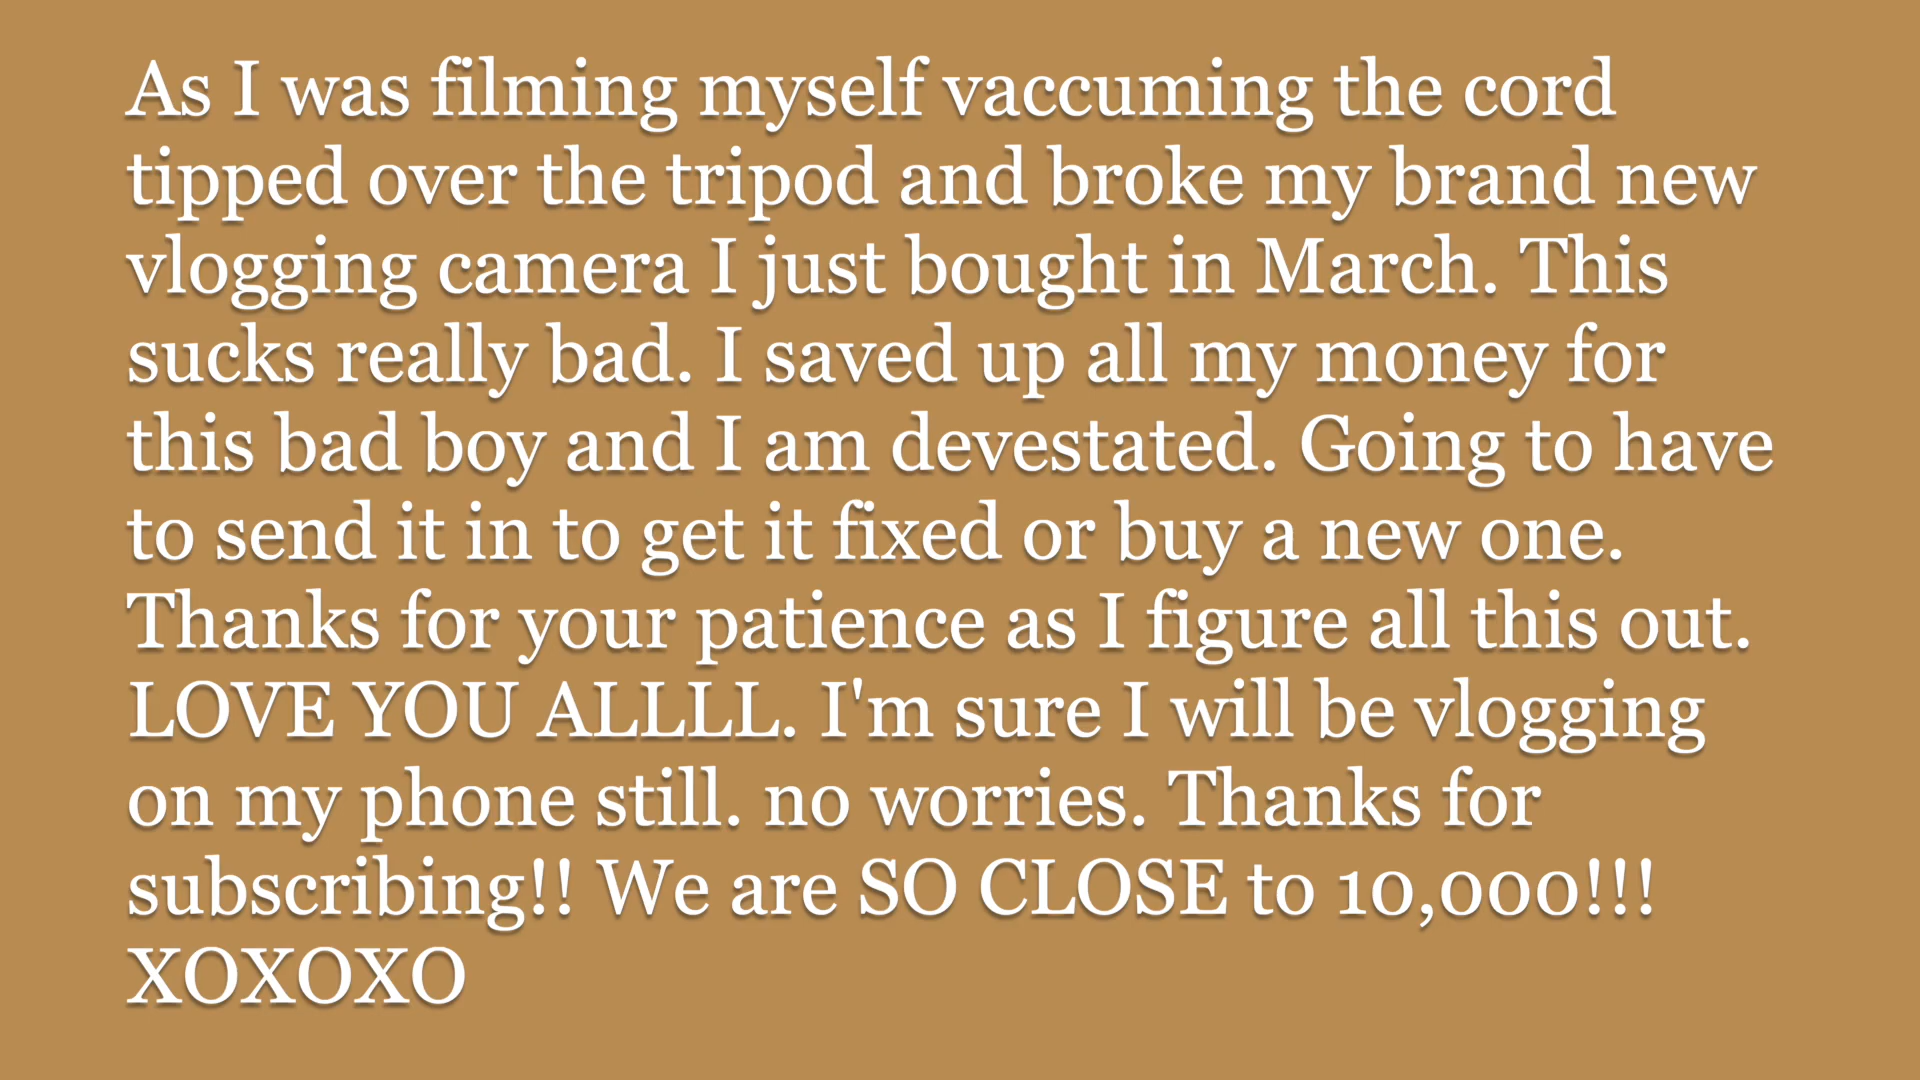 As I was filming myself vaccuming the cord
tipped over the tripod and broke my brand new
vlogging camera I just bought in March. This
sucks really bad. I saved up all my money for
this bad boy and I am devestated. Going to have
to send it in to get it fixed or buy a new one.
Thanks for your patience as I figure all this out.
LOVE YOU ALLLL. I'm sure I will be vlogging
on my phone still. no worries. Thanks for
subscribing!! We are SO CLOSE to 10,000!!!
XOXOXO